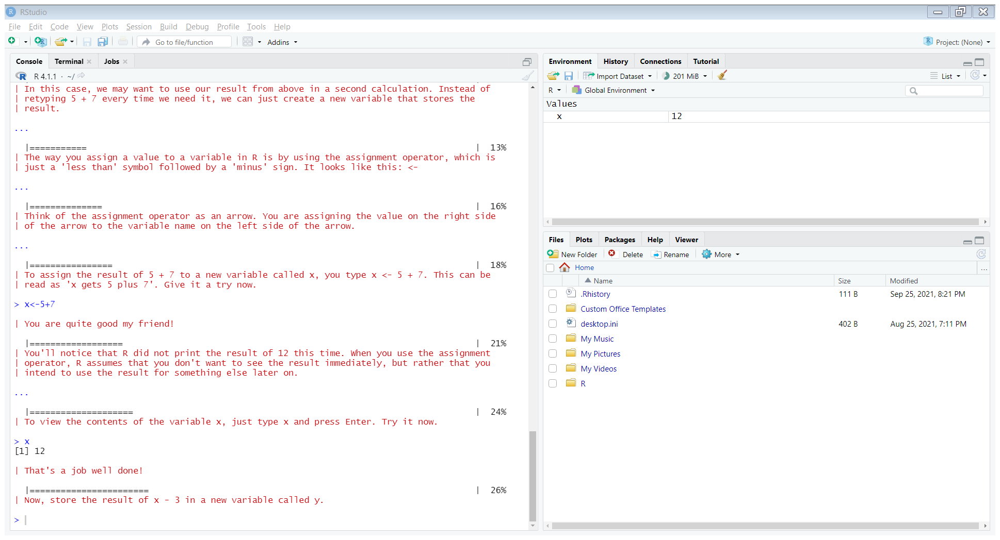 RStudio
File Edit Code View Plots Session Build Debug Profile Tools Help
Go to file/function Addins Project: (None)
Console Terminal Jobs
R 4.1.1 · ~/
| In this case, we may want to use our result from above in a second calculation. Instead of
| retyping 5 + 7 every time we need it, we can just create a new variable that stores the
| result.
...
|=========== | 13%
| The way you assign a value to a variable in R is by using the assignment operator, which is
| just a 'less than' symbol followed by a 'minus' sign. It looks like this: <-
...
|============== | 16%
| Think of the assignment operator as an arrow. You are assigning the value on the right side
| of the arrow to the variable name on the left side of the arrow.
...
|================ | 18%
| To assign the result of 5 + 7 to a new variable called x, you type x <- 5 + 7. This can be
| read as 'x gets 5 plus 7'. Give it a try now.
> x<-5+7
| You are quite good my friend!
|================== | 21%
| You'll notice that R did not print the result of 12 this time. When you use the assignment
| operator, R assumes that you don't want to see the result immediately, but rather that you
| intend to use the result for something else later on.
...
|==================== | 24%
| To view the contents of the variable x, just type x and press Enter. Try it now.
> x
[1] 12
| That's a job well done!
|======================= | 26%
| Now, store the result of x - 3 in a new variable called y.
>
Environment History Connections Tutorial
Import Dataset 201 MiB List
R Global Environment
Values
x 12
Files Plots Packages Help Viewer
New Folder Delete Rename More
Home ...
Name Size Modified
.Rhistory 111 B Sep 25, 2021, 8:21 PM
Custom Office Templates
desktop.ini 402 B Aug 25, 2021, 7:11 PM
My Music
My Pictures
My Videos
R